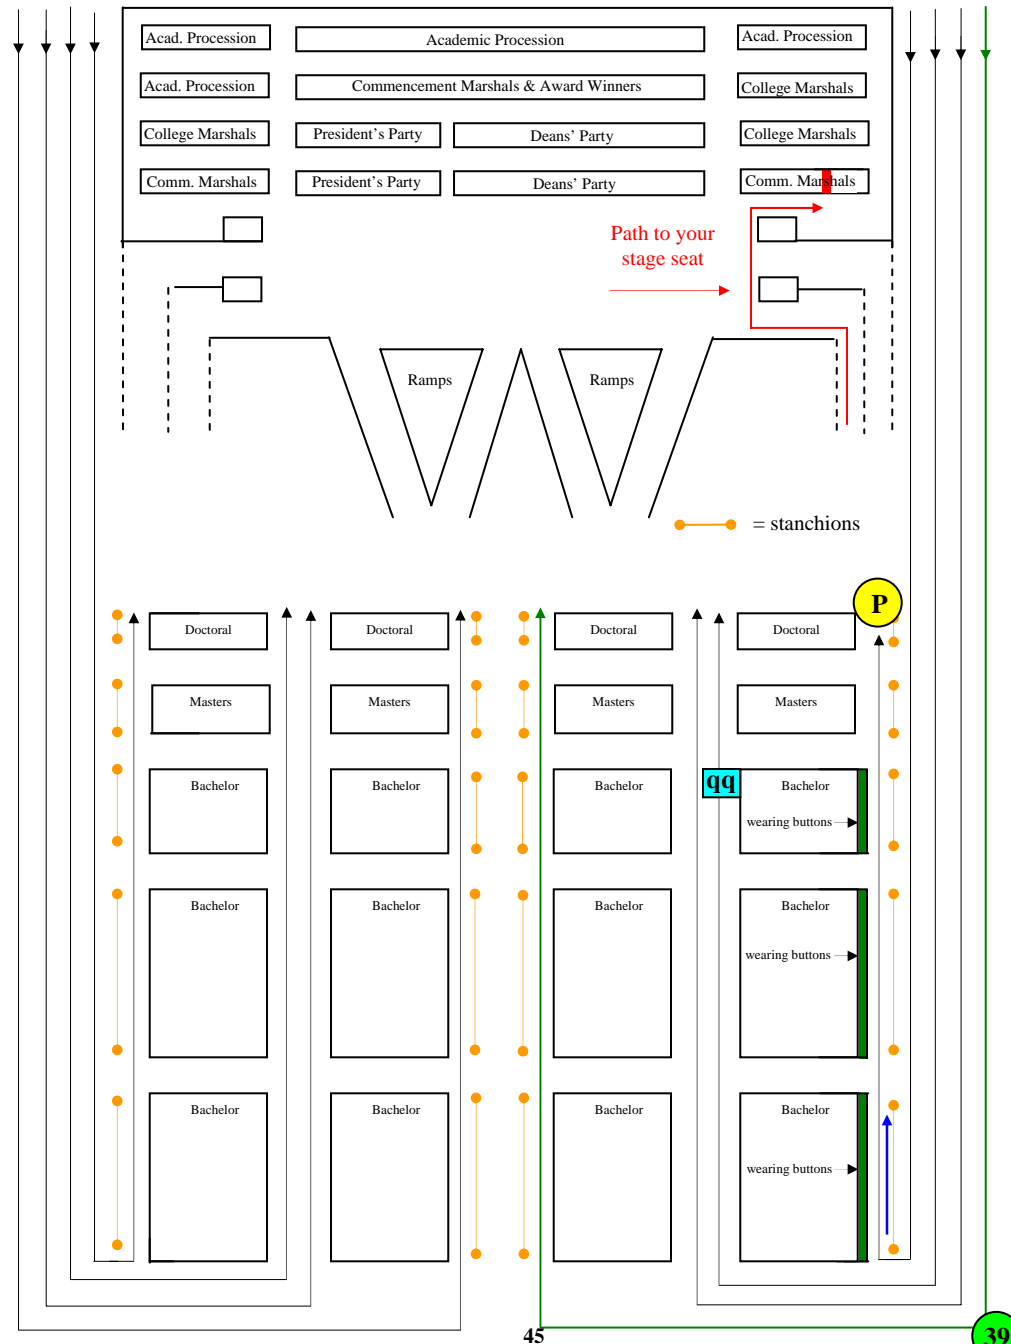 Acad. Procession
Academic Procession
Acad. Procession
Acad. Procession
Commencement Marshals & Award Winners
College Marshals
College Marshals
President's Party
Deans' Party
College Marshals
Comm. Marshals
President's Party
Deans' Party
Comm. Marshals
Path to your
stage seat
Ramps
Ramps
= stanchions
P
Doctoral
Doctoral
Doctoral
Doctoral
Masters
Masters
Masters
Masters
qq
Bachelor
Bachelor
Bachelor
Bachelor
wearing buttons
Bachelor
Bachelor
Bachelor
Bachelor
wearing buttons
Bachelor
Bachelor
Bachelor
Bachelor
wearing buttons
45
39